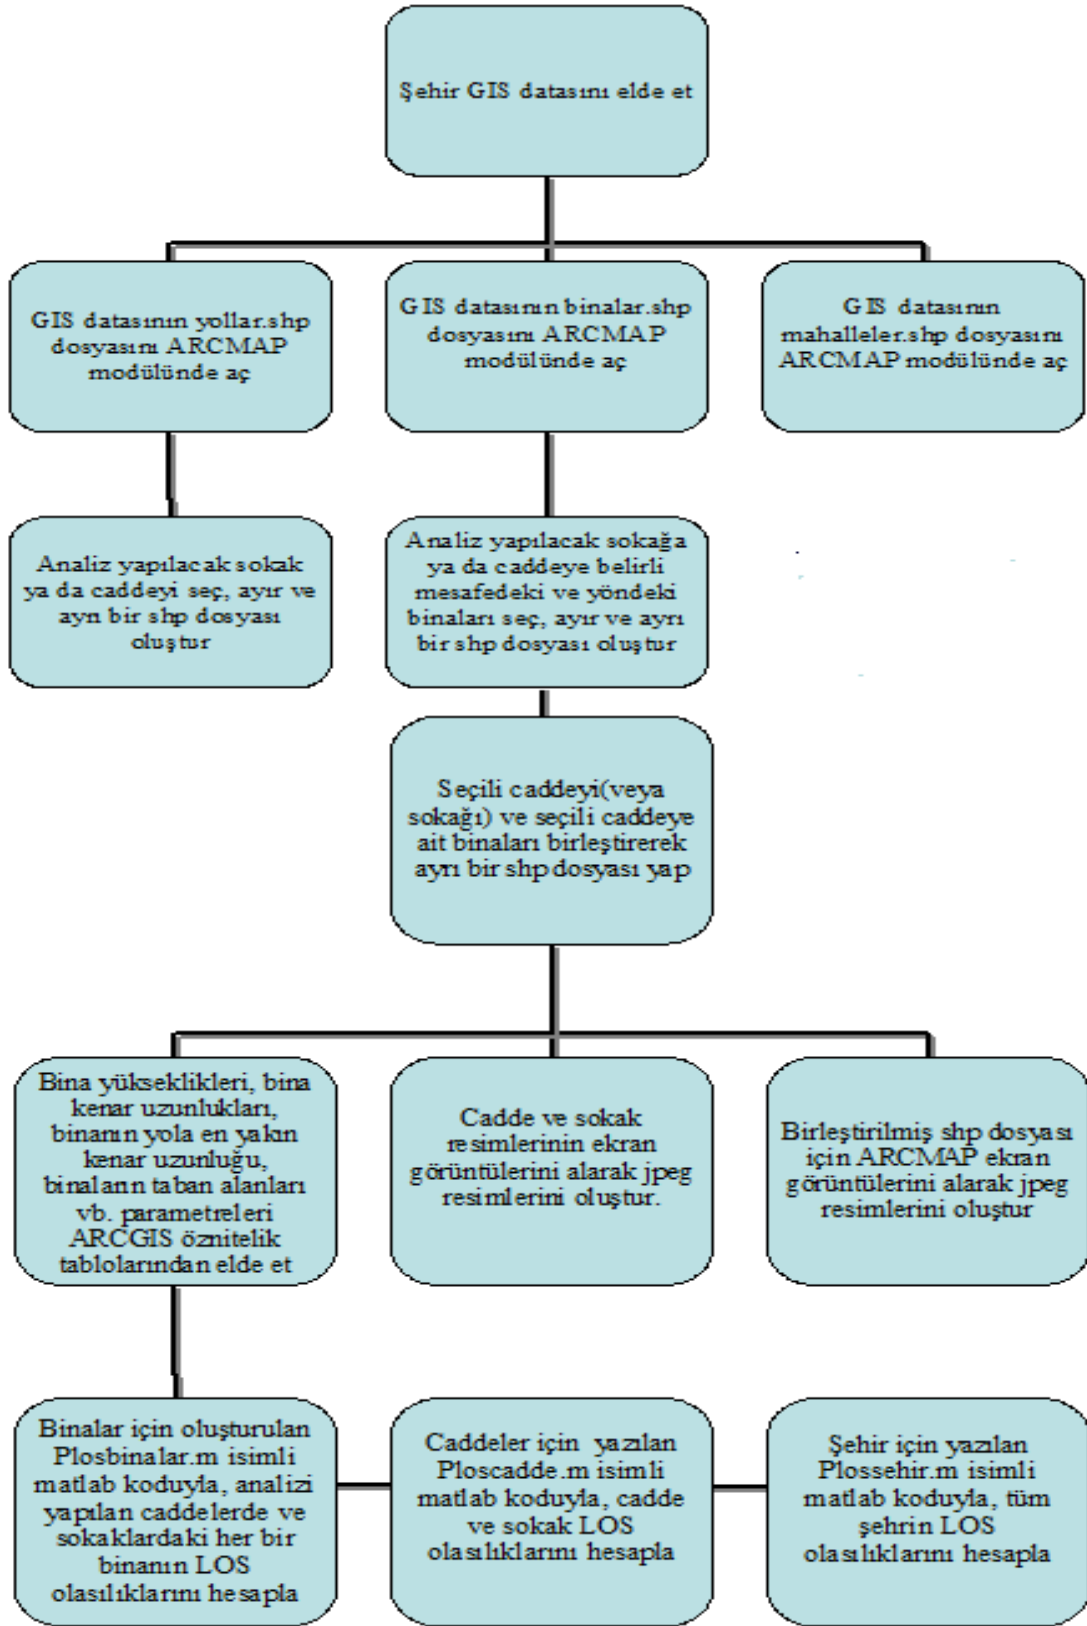 Şehir GIS datasını elde et
GIS datasının yollar.shp
dosyasını ARCMAP
modülünde aç
GIS datasının binalar.shp
dosyasını ARCMAP
modülünde aç
GIS datasının
mahalleler.shp dosyasını
ARCMAP modülünde aç
Analiz yapılacak sokak
ya da caddeyi seç, ayır ve
ayrı bir shp dosyası
oluştur
Analiz yapılacak sokağa
ya da caddeye belirli
mesafedeki ve yöndeki
binaları seç, ayır ve ayrı
bir shp dosyası oluştur
Seçili caddeyi(veya
sokağı) ve seçili caddeye
ait binaları birleştirerek
ayrı bir shp dosyası yap
Bina yükseklikleri, bina
kenar uzunlukları,
binanın yola en yakın
kenar uzunluğu,
binaların taban alanları
vb. parametreleri
ARCGIS öznitelik
tablolarından elde et
Cadde ve sokak
resimlerinin ekran
görüntülerini alarak jpeg
resimlerini oluştur.
Birleştirilmiş shp dosyası
için ARCMAP ekran
görüntülerini alarak jpeg
resimlerini oluştur
Binalar için oluşturulan
Plosbinalar.m isimli
matlab koduyla, analizi
yapılan caddelerde ve
sokaklardaki her bir
binanın LOS
olasılıklarını hesapla
Caddeler için yazılan
Ploscadde.m isimli
matlab koduyla, cadde
ve sokak LOS
olasılıklarını hesapla
Şehir için yazılan
Plossehir.m isimli
matlab koduyla, tüm
şehrin LOS
olasılıklarını hesapla